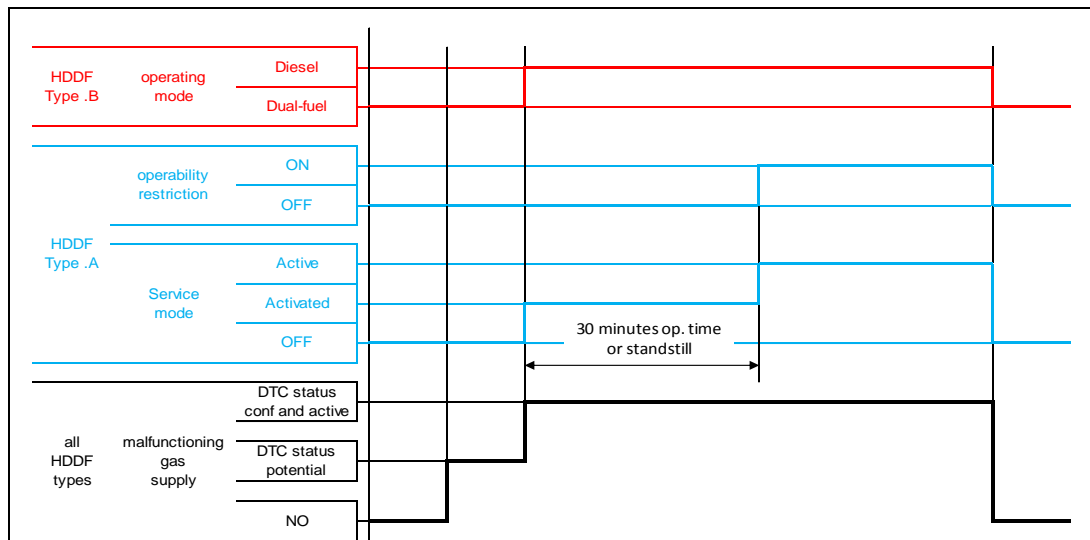 HDDF
Type .B
operating
mode
Diesel
Dual-fuel
HDDF
Type .A
operability
restriction
ON
OFF
Service
mode
Active
Activated
OFF
30 minutes op. time
or standstill
all
HDDF
types
malfunctioning
gas
supply
DTC status
conf and active
DTC status
potential
NO